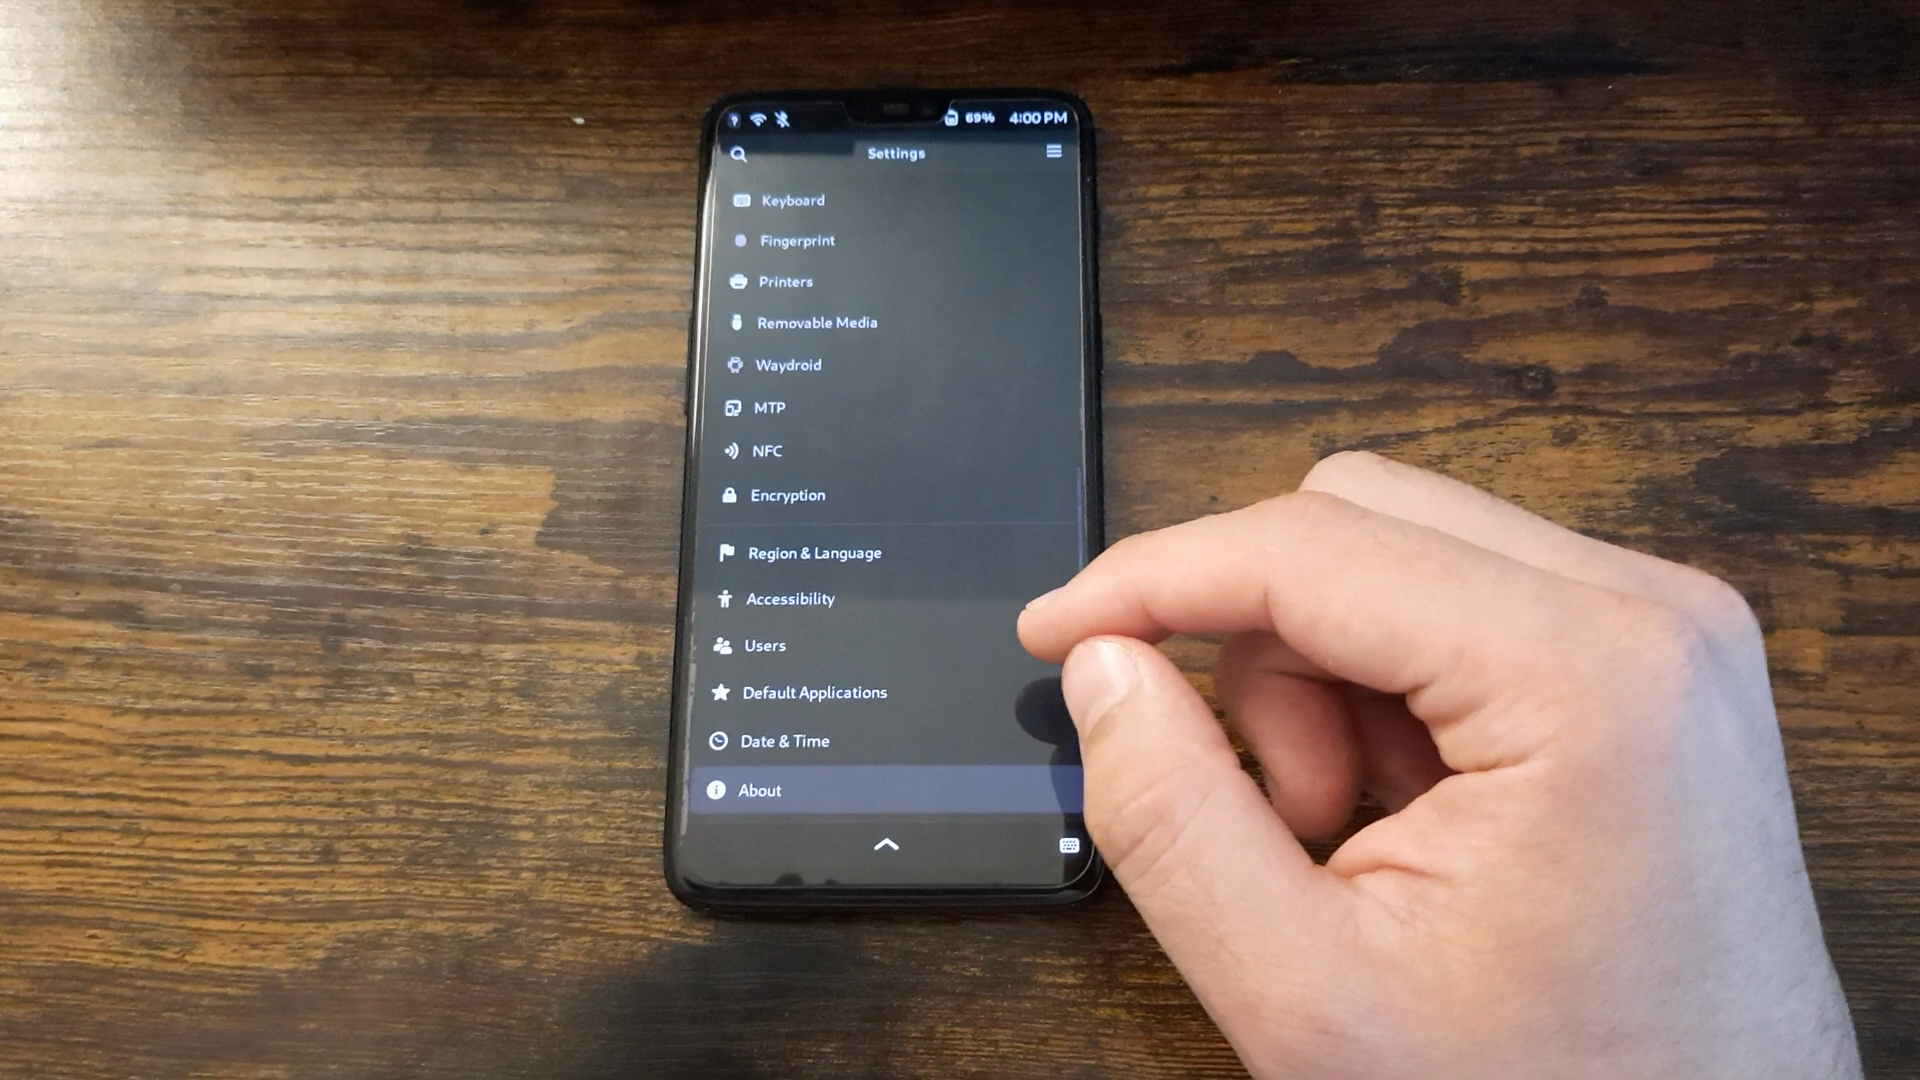 69% 4:00 PM
Settings
Keyboard
Fingerprint
Printers
Removable Media
Waydroid
MTP
NFC
Encryption
Region & Language
Accessibility
Users
Default Applications
Date & Time
About